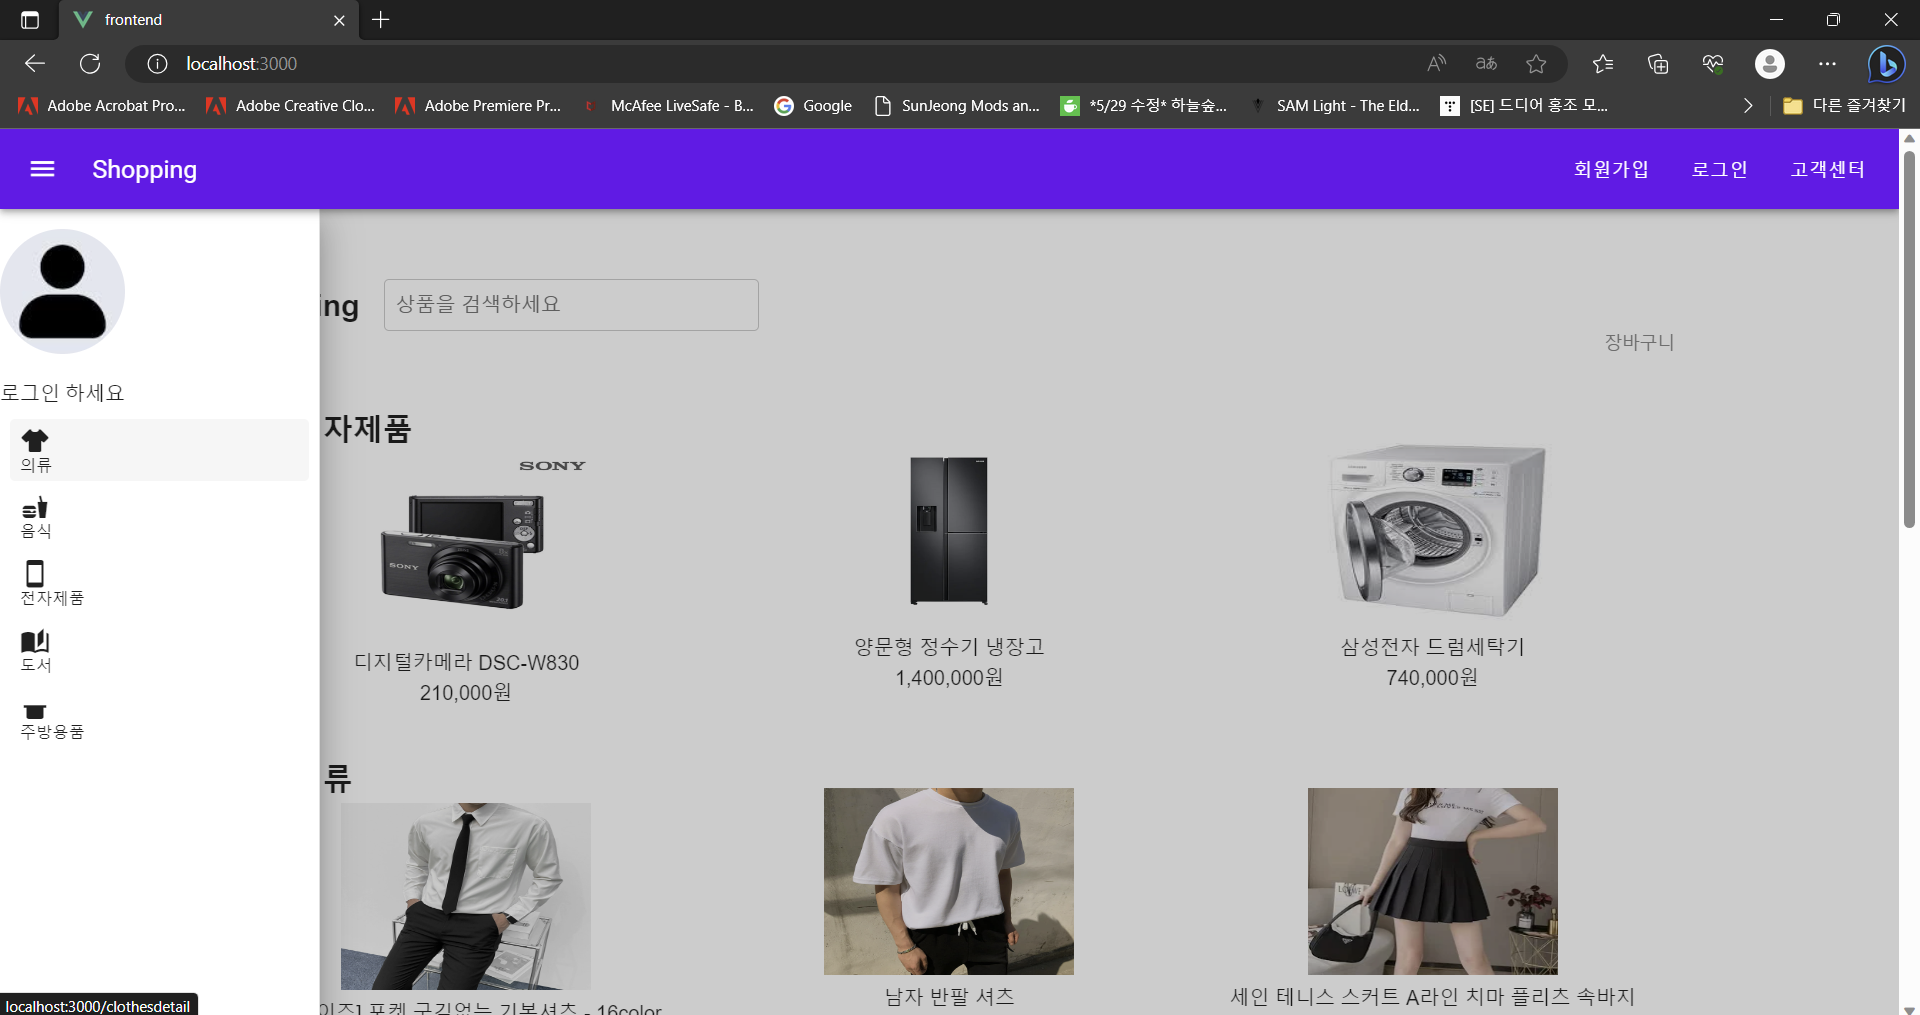 frontend
localhost:3000
Adobe Acrobat Pro... Adobe Creative Clo... Adobe Premiere Pr... McAfee LiveSafe - B... Google SunJeong Mods an... *5/29 수정* 하늘숲... SAM Light - The Eld... [SE] 드디어 홍조 모... 다른 즐겨찾기
Shopping 회원가입 로그인 고객센터
ing 상품을 검색하세요
장바구니
로그인 하세요
의류
음식
전자제품
도서
주방용품
자제품
SONY
SONY
디지털카메라 DSC-W830
210,000원
양문형 정수기 냉장고
1,400,000원
삼성전자 드럼세탁기
740,000원
류
남자 반팔 셔츠
세인 테니스 스커트 A라인 치마 플리츠 속바지
이즈] 포켓 구김없는 기본셔츠 - 16color
localhost:3000/clothesdetail